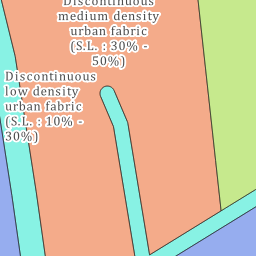 Discontinuous
medium density
urban fabric
(S.L. : 30% -
50%)
Discontinuous
low density
urban fabric
(S.L. : 10% -
30%)